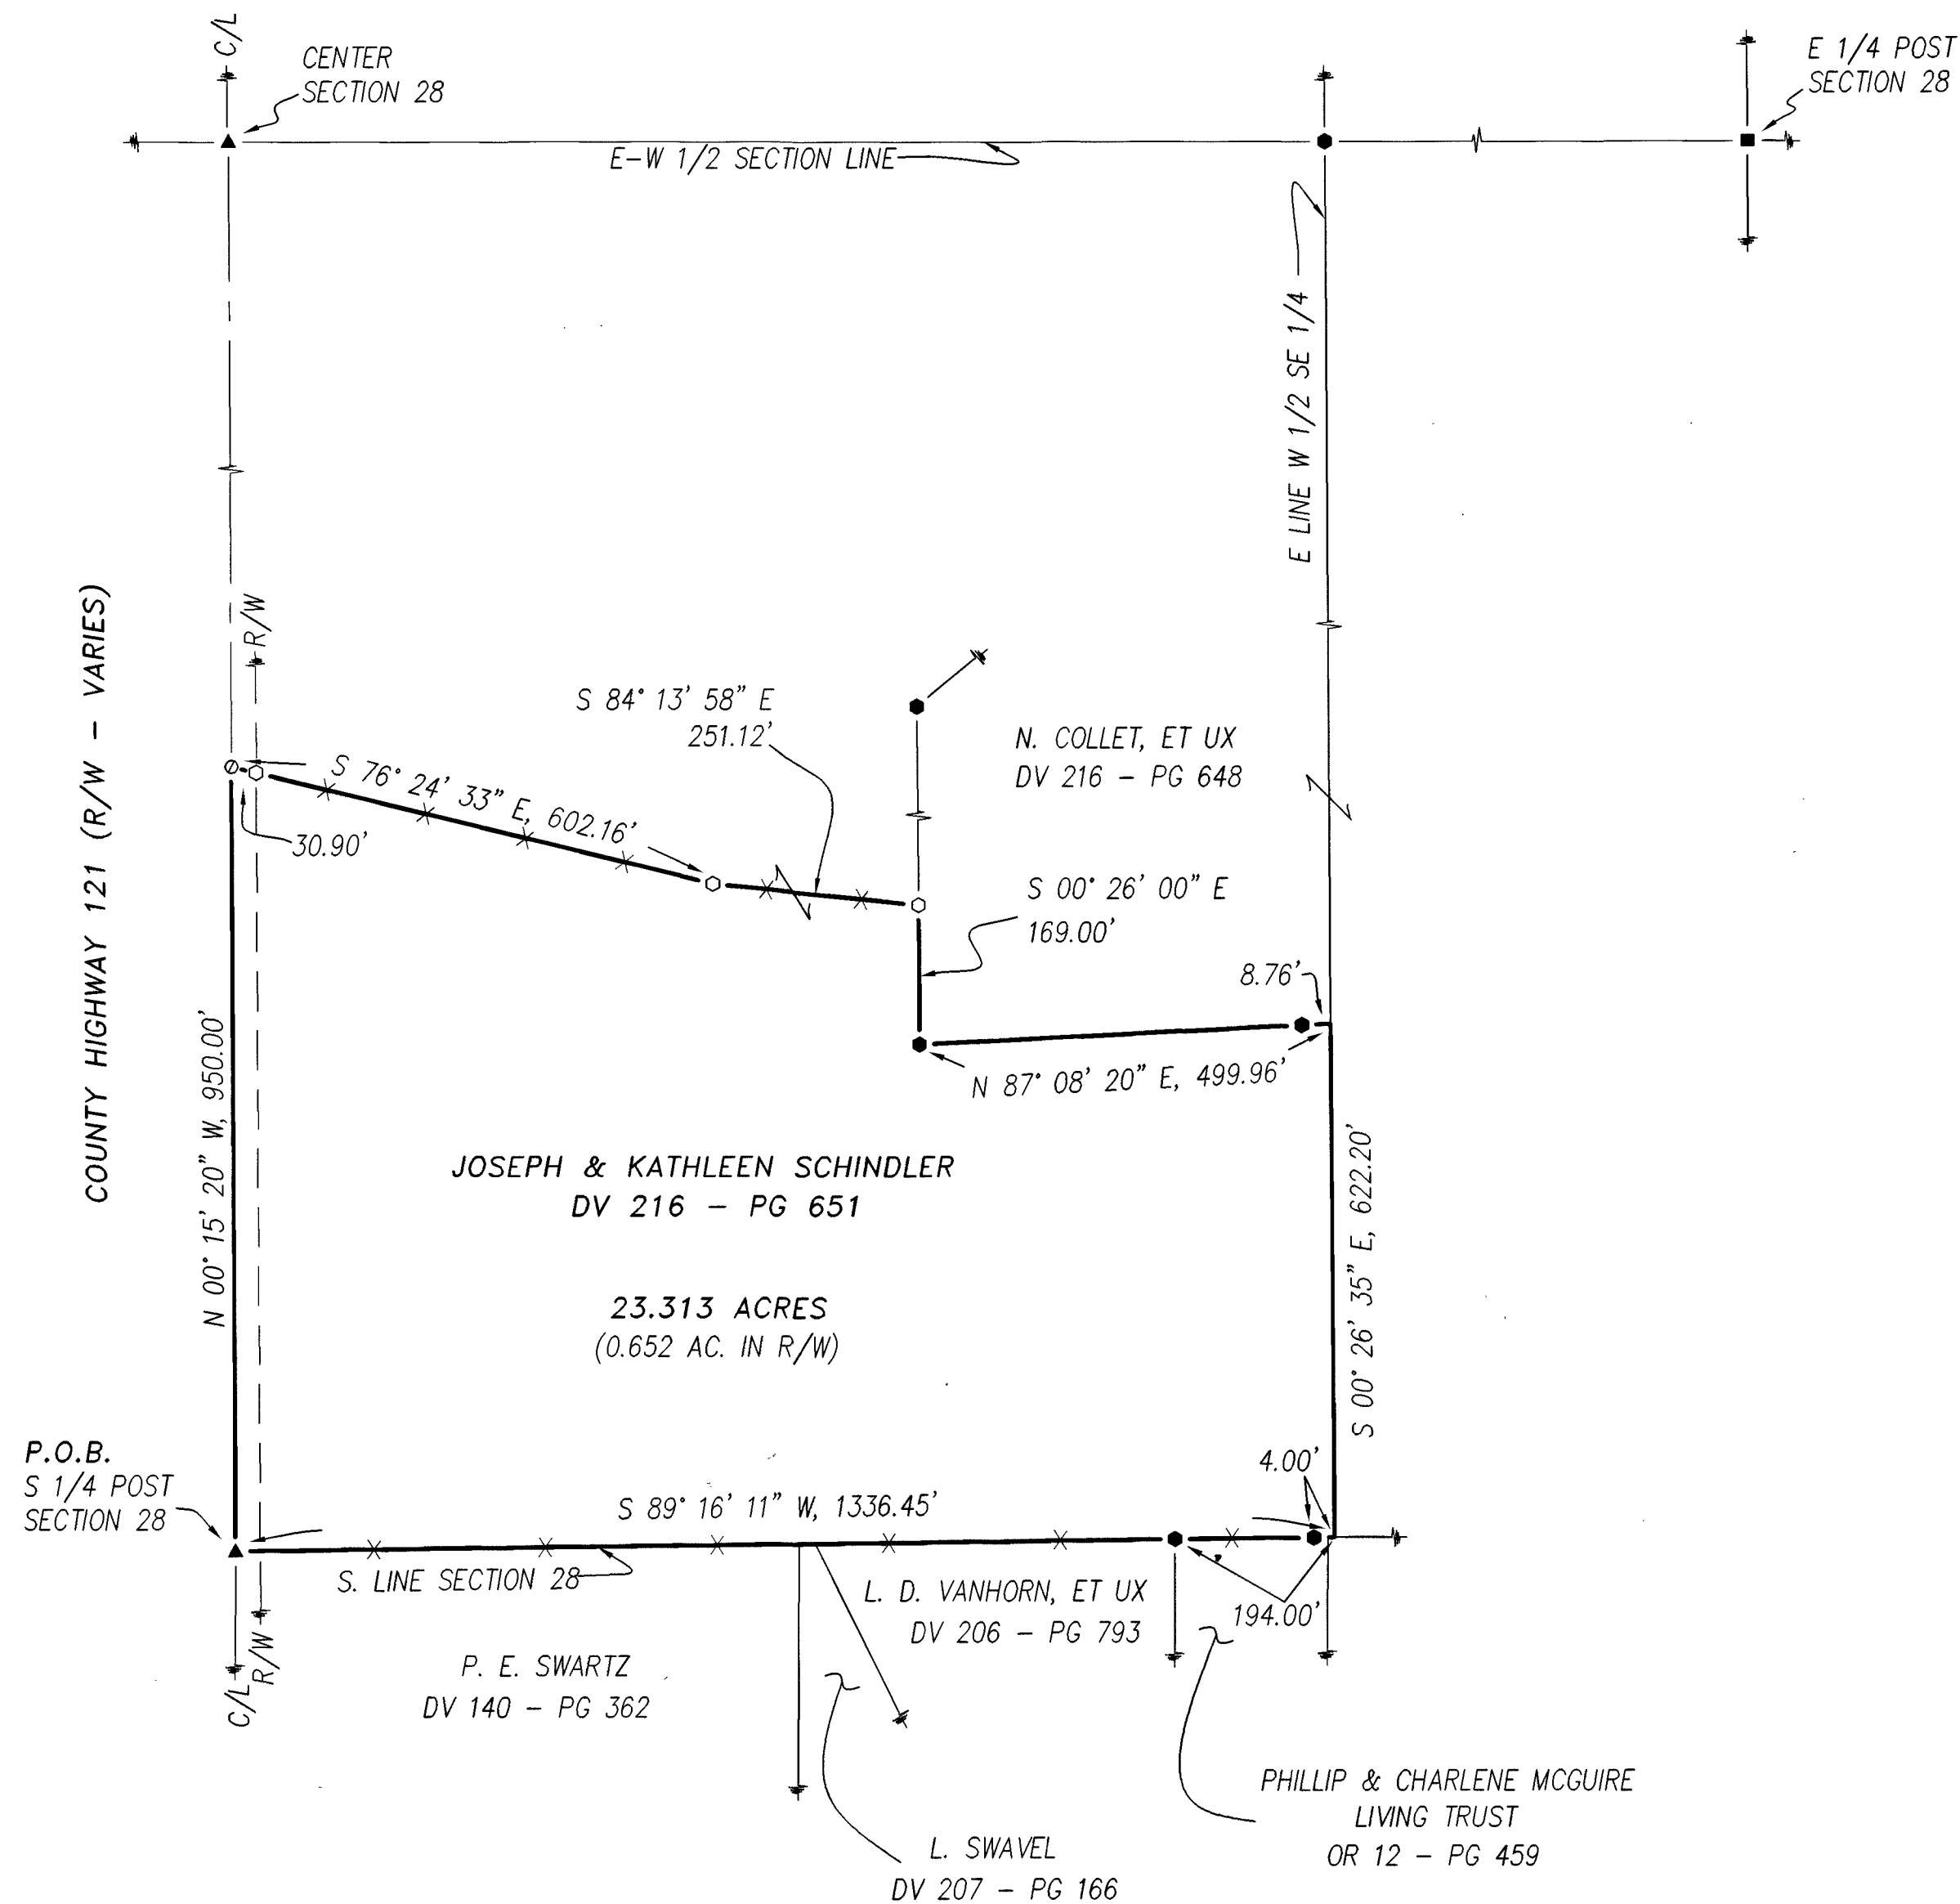 C/L
CENTER
SECTION 28
E 1/4 POST
SECTION 28
E-W 1/2 SECTION LINE
E LINE W 1/2 SE 1/4
COUNTY HIGHWAY 121 (R/W - VARIES)
R/W
S 84° 13' 58" E
251.12'
N. COLLET, ET UX
DV 216 - PG 648
S 76° 24' 33" E, 602.16'
30.90'
S 00° 26' 00" E
169.00'
8.76'
N 87° 08' 20" E, 499.96'
N 00° 15' 20" W, 950.00'
JOSEPH & KATHLEEN SCHINDLER
DV 216 - PG 651
23.313 ACRES
(0.652 AC. IN R/W)
S 00° 26' 35" E, 622.20'
P.O.B.
S 1/4 POST
SECTION 28
4.00'
S 89° 16' 11" W, 1336.45'
S. LINE SECTION 28
L. D. VANHORN, ET UX
DV 206 - PG 793
194.00'
C/L
R/W
P. E. SWARTZ
DV 140 - PG 362
PHILLIP & CHARLENE MCGUIRE
LIVING TRUST
OR 12 - PG 459
L. SWAVEL
DV 207 - PG 166